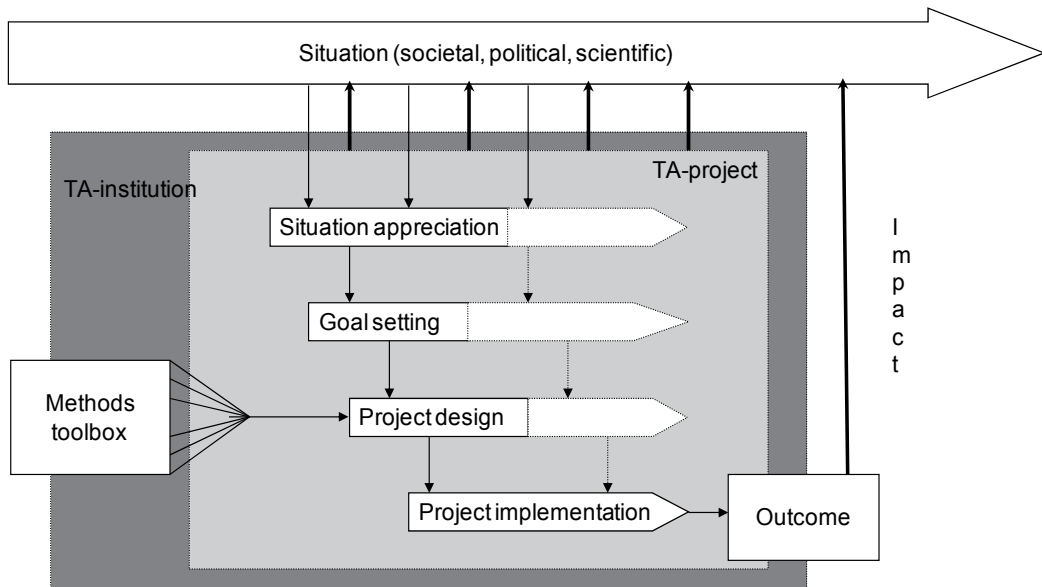 Situation (societal, political, scientific)
TA-institution
TA-project
Situation appreciation
Goal setting
Methods
toolbox
Project design
Project implementation
Outcome
Impact